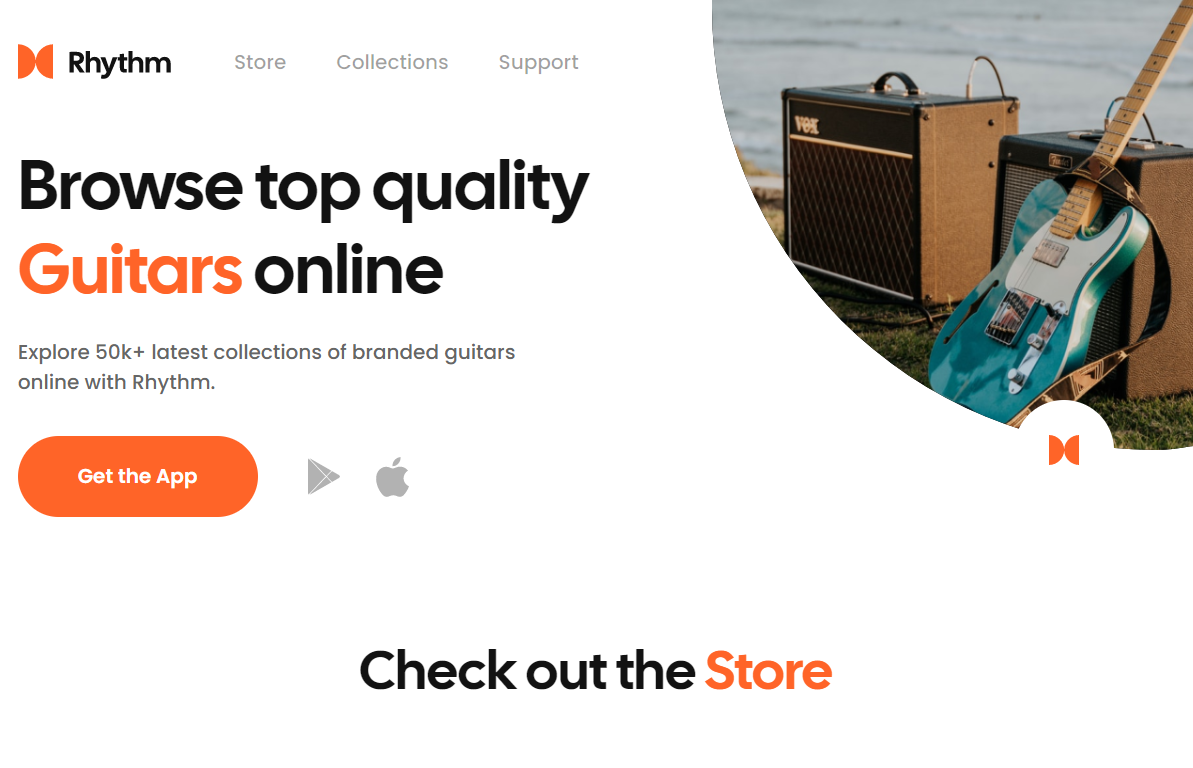 Rhythm
Store
Collections
Support
VOX
Fender
Browse top quality
Guitars online
Explore 50k+ latest collections of branded guitars
online with Rhythm.
Get the App
Check out the Store